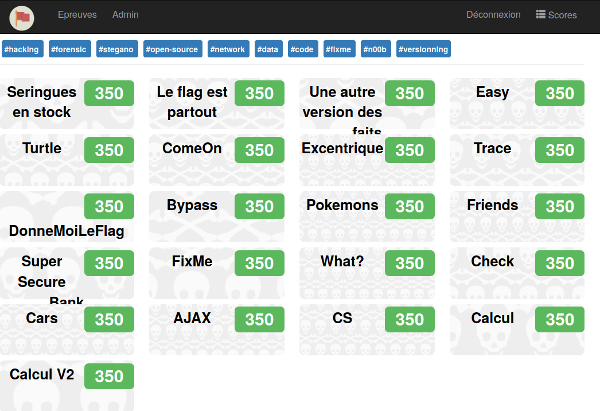 Epreuves Admin Déconnexion Scores
#hacking #forensic #stegano #open-source #network #data #code #fixme #n00b #versionning
Seringues en stock 350
Le flag est partout 350
Une autre version des faits 350
Easy 350
Turtle 350
ComeOn 350
Excentrique 350
Trace 350
DonneMoiLeFlag 350
Bypass 350
Pokemons 350
Friends 350
Super Secure Bank 350
FixMe 350
What? 350
Check 350
Cars 350
AJAX 350
CS 350
Calcul 350
Calcul V2 350